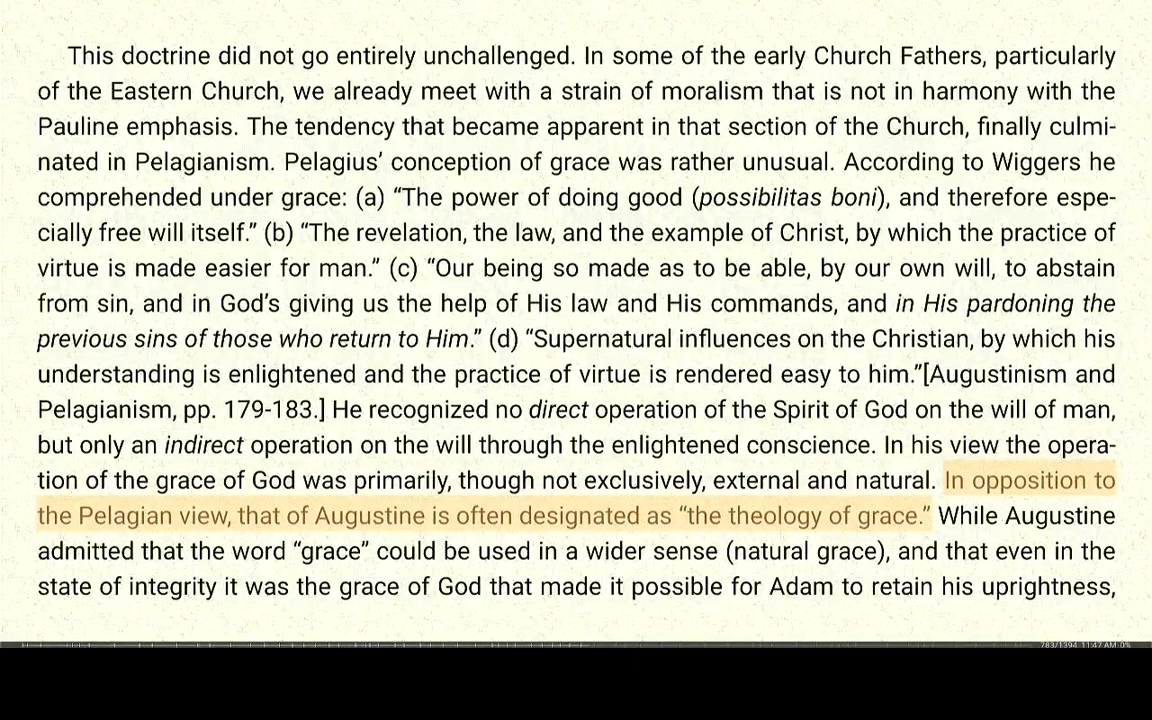 This doctrine did not go entirely unchallenged. In some of the early Church Fathers, particularly
of the Eastern Church, we already meet with a strain of moralism that is not in harmony with the
Pauline emphasis. The tendency that became apparent in that section of the Church, finally culmi-
nated in Pelagianism. Pelagius’ conception of grace was rather unusual. According to Wiggers he
comprehended under grace: (a) “The power of doing good (possibilitas boni), and therefore espe-
cially free will itself.” (b) “The revelation, the law, and the example of Christ, by which the practice of
virtue is made easier for man.” (c) “Our being so made as to be able, by our own will, to abstain
from sin, and in God’s giving us the help of His law and His commands, and in His pardoning the
previous sins of those who return to Him.” (d) “Supernatural influences on the Christian, by which his
understanding is enlightened and the practice of virtue is rendered easy to him.”[Augustinism and
Pelagianism, pp. 179-183.] He recognized no direct operation of the Spirit of God on the will of man,
but only an indirect operation on the will through the enlightened conscience. In his view the opera-
tion of the grace of God was primarily, though not exclusively, external and natural. In opposition to
the Pelagian view, that of Augustine is often designated as “the theology of grace.” While Augustine
admitted that the word “grace” could be used in a wider sense (natural grace), and that even in the
state of integrity it was the grace of God that made it possible for Adam to retain his uprightness,
783/1394 11:47 AM 0%